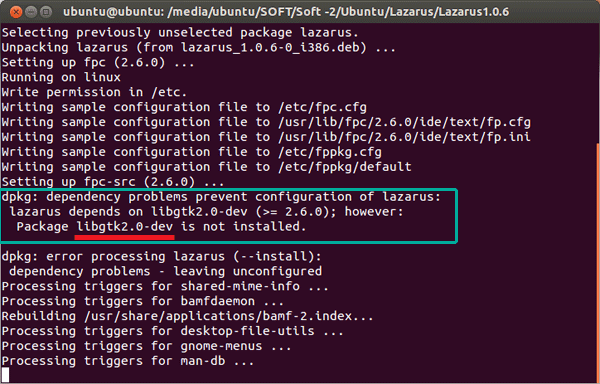 ubuntu@ubuntu: /media/ubuntu/SOFT/Soft -2/Ubuntu/Lazarus/Lazarus1.0.6
Selecting previously unselected package lazarus.
Unpacking lazarus (from lazarus_1.0.6-0_i386.deb) ...
Setting up fpc (2.6.0) ...
Running on linux
Write permission in /etc.
Writing sample configuration file to /etc/fpc.cfg
Writing sample configuration file to /usr/lib/fpc/2.6.0/ide/text/fp.cfg
Writing sample configuration file to /usr/lib/fpc/2.6.0/ide/text/fp.ini
Writing sample configuration file to /etc/fppkg.cfg
Writing sample configuration file to /etc/fppkg/default
Setting up fpc-src (2.6.0) ...
dpkg: dependency problems prevent configuration of lazarus:
 lazarus depends on libgtk2.0-dev (>= 2.6.0); however:
  Package libgtk2.0-dev is not installed.
dpkg: error processing lazarus (--install):
 dependency problems - leaving unconfigured
Processing triggers for shared-mime-info ...
Processing triggers for bamfdaemon ...
Rebuilding /usr/share/applications/bamf-2.index...
Processing triggers for desktop-file-utils ...
Processing triggers for gnome-menus ...
Processing triggers for man-db ...